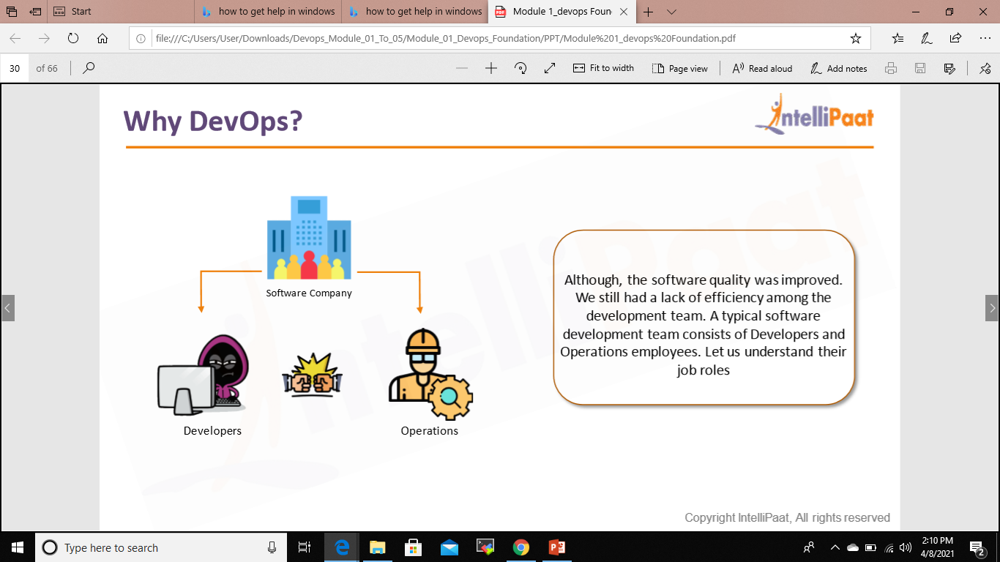 Start
how to get help in windows
how to get help in windows
Module 1_devops Foun
file:///C:/Users/User/Downloads/Devops_Module_01_To_05/Module_01_Devops_Foundation/PPT/Module%201_devops%20Foundation.pdf
30 of 66
Fit to width
Page view
Read aloud
Add notes
Why DevOps?
IntelliPaat
Software Company
Developers
Operations
Although, the software quality was improved.
We still had a lack of efficiency among the
development team. A typical software
development team consists of Developers and
Operations employees. Let us understand their
job roles
Copyright IntelliPaat, All rights reserved
Type here to search
2:10 PM
4/8/2021
2